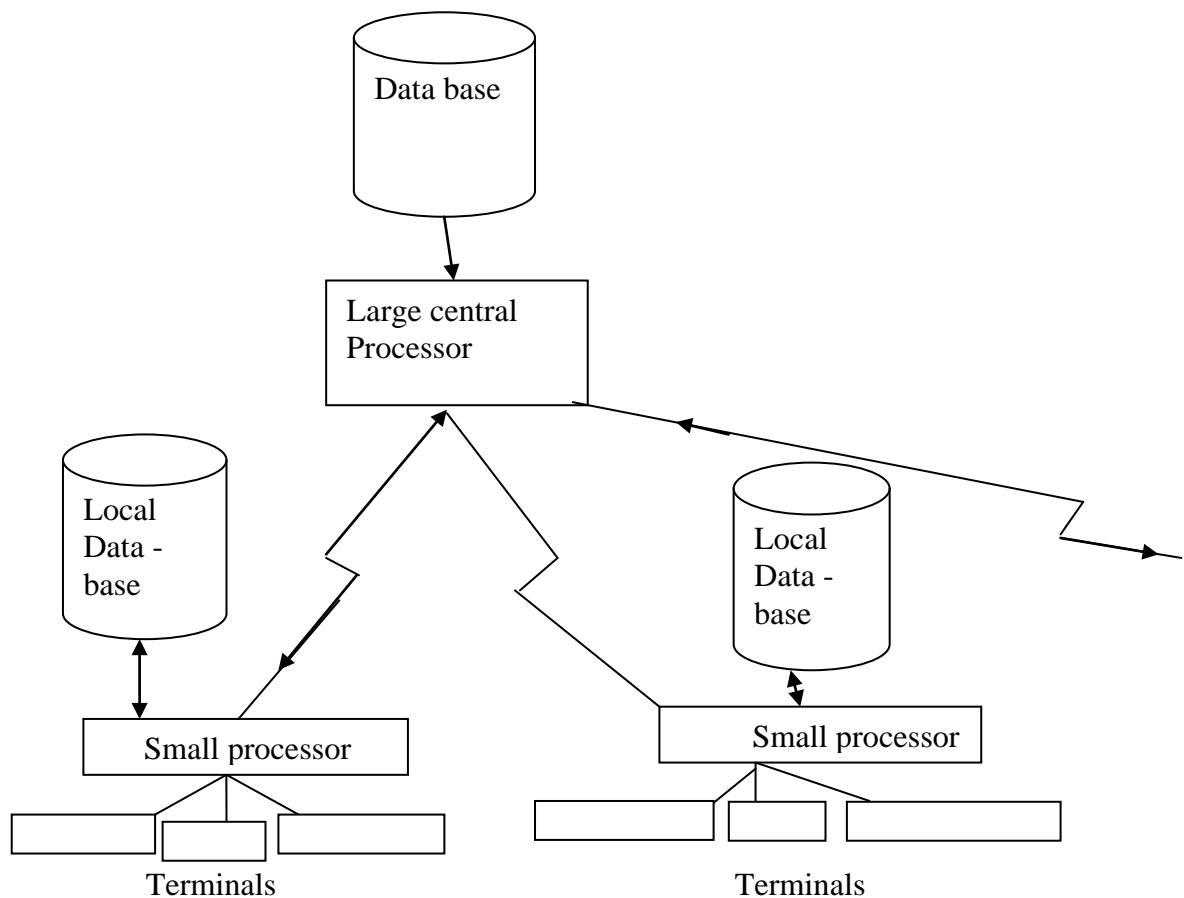 Data base
Large central
Processor
Local
Data -
base
Local
Data -
base
Small processor
Small processor
Terminals
Terminals